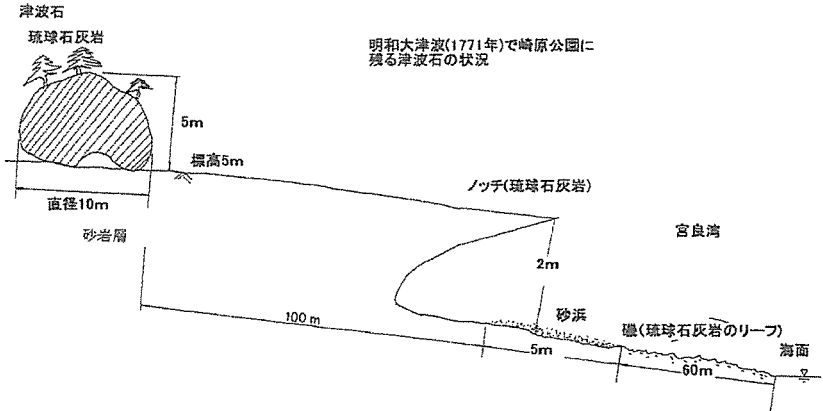 津波石
琉球石灰岩
明和大津波(1771年)で崎原公園に
残る津波石の状況
5m
標高5m
直径10m
砂岩層
ノッチ(琉球石灰岩)
宮良湾
2m
100m
砂浜
礁(琉球石灰岩のリーフ)
海面
5m
60m